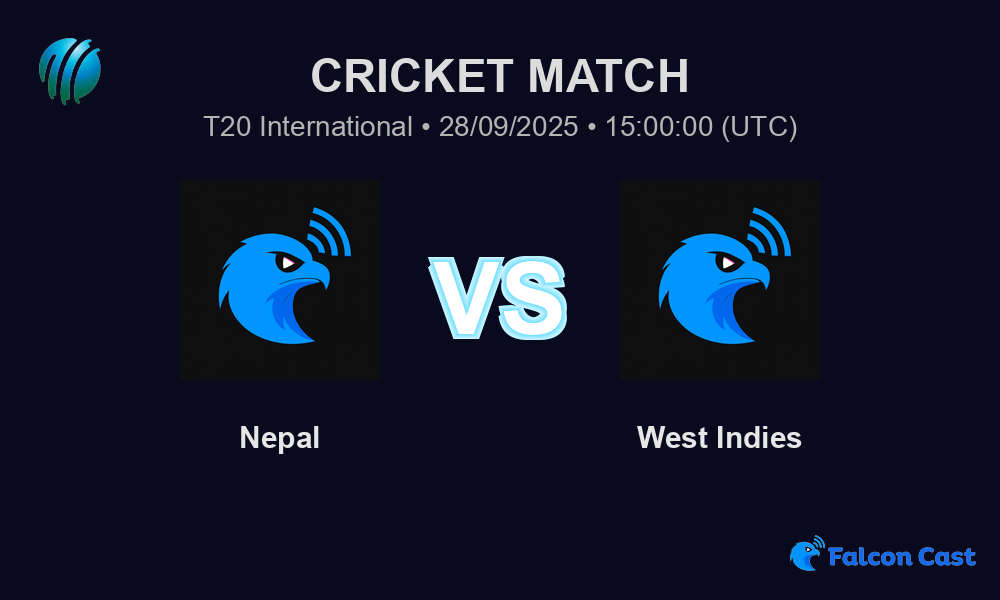 CRICKET MATCH
T20 International • 28/09/2025 • 15:00:00 (UTC)
VS
Nepal
West Indies
Falcon Cast